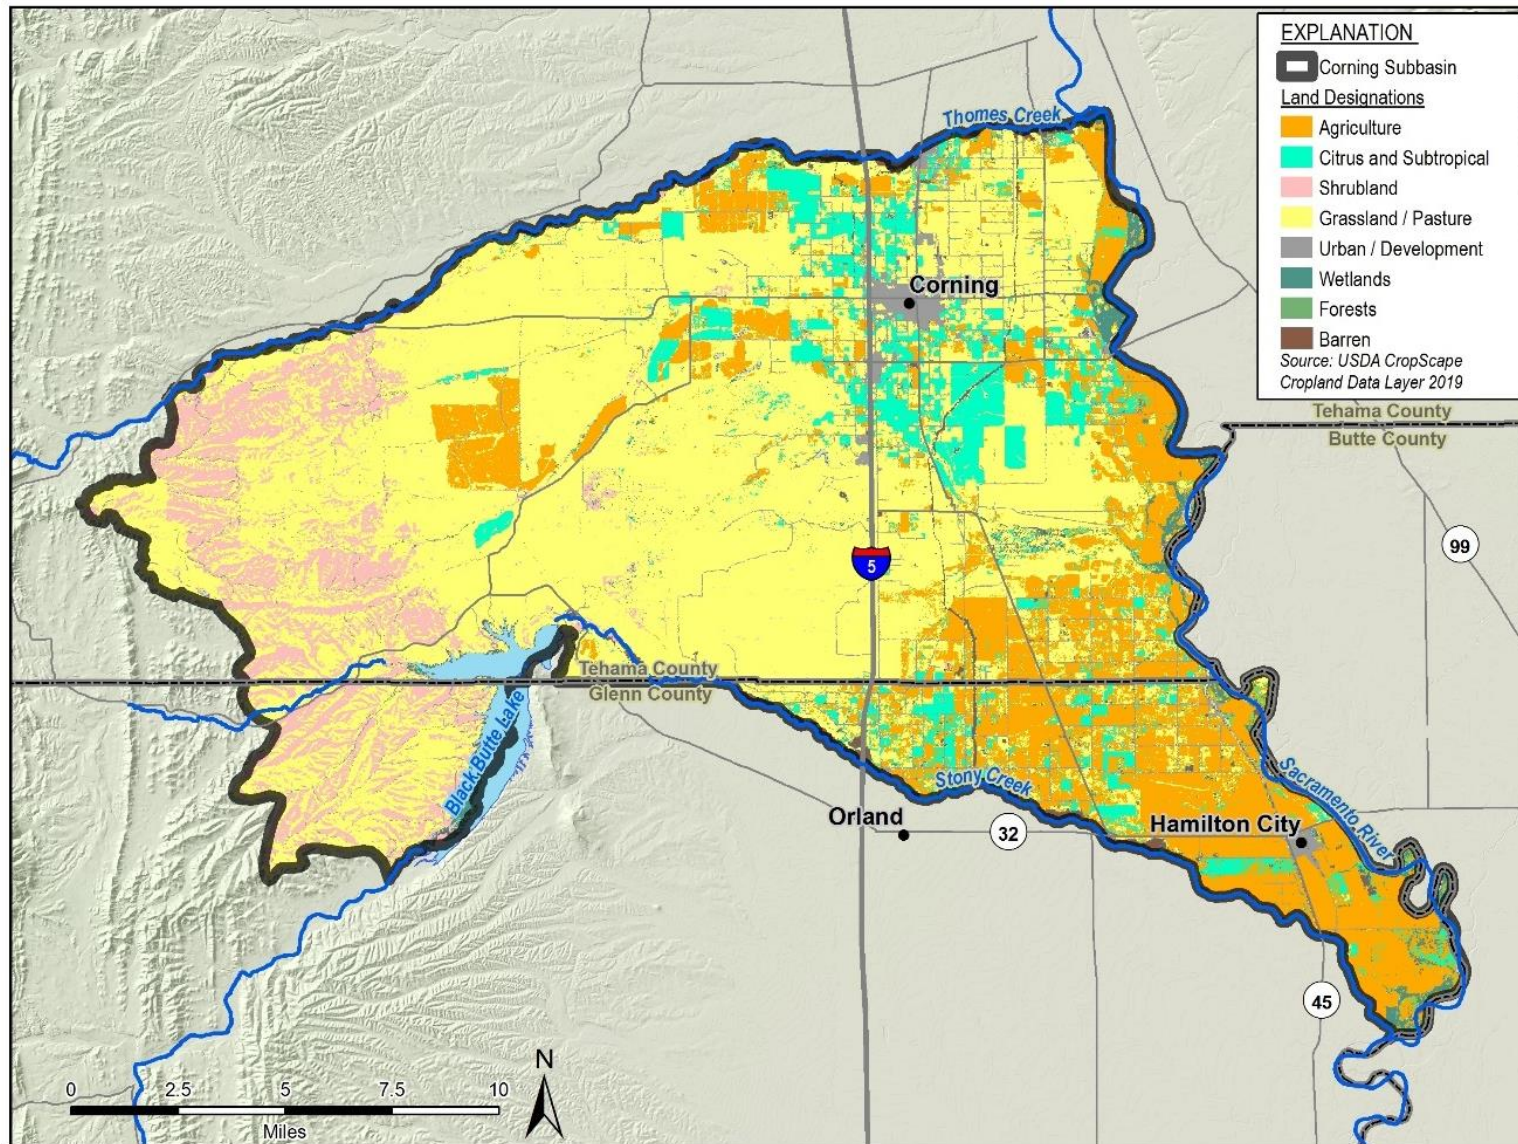 EXPLANATION
Corning Subbasin
Land Designations
Agriculture
Citrus and Subtropical
Shrubland
Grassland / Pasture
Urban / Development
Wetlands
Forests
Barren
Source: USDA CropScape
Cropland Data Layer 2019
Thomes Creek
Corning
Tehama County
Butte County
99
5
Tehama County
Glenn County
Black Butte Lake
Stony Creek
Sacramento River
Orland
32
Hamilton City
45
N
0 2.5 5 7.5 10
Miles